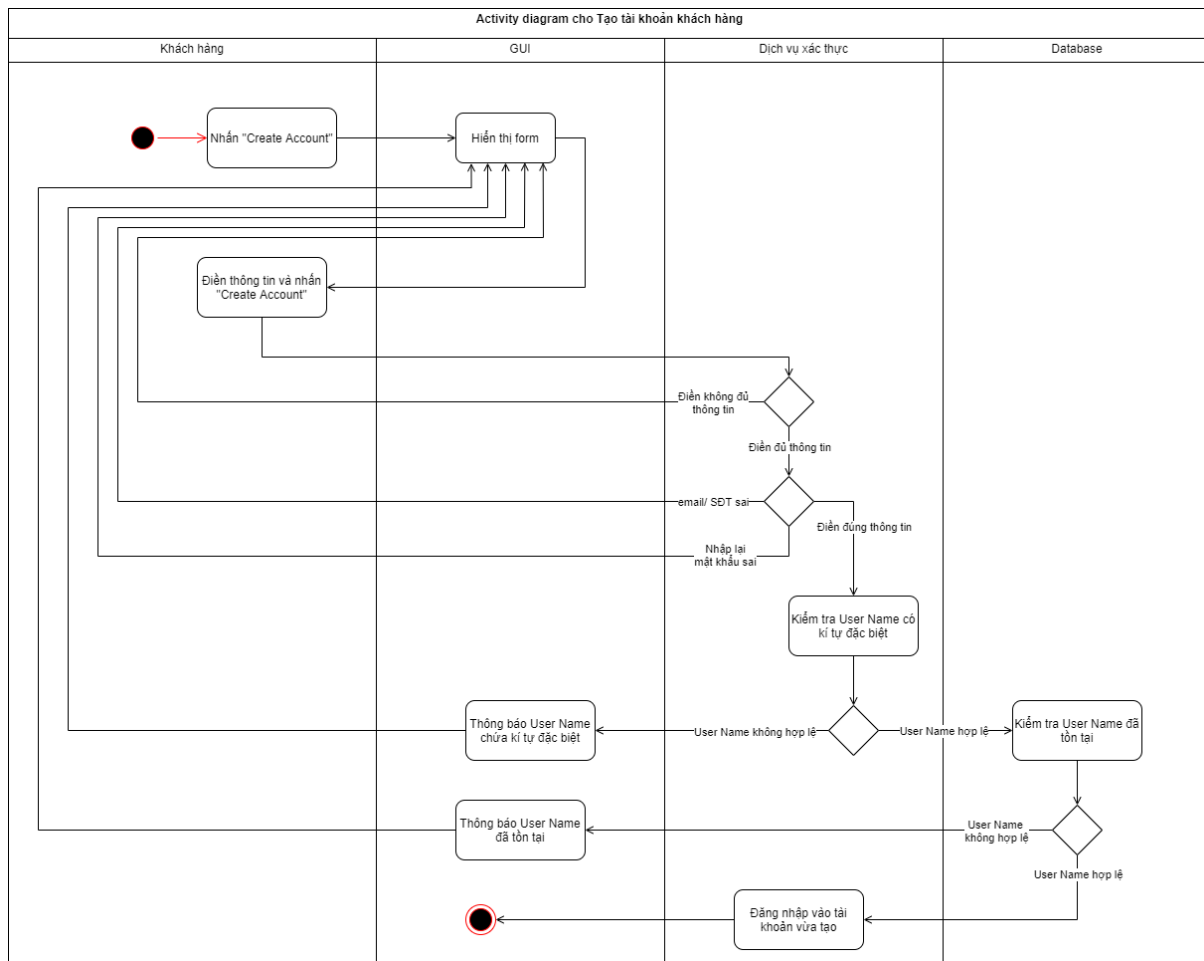 Activity diagram cho Tạo tài khoản khách hàng
Khách hàng
GUI
Dịch vụ xác thực
Database
Nhấn "Create Account"
Hiển thị form
Điền thông tin và nhấn
"Create Account"
Điền không đủ
thông tin
Điền đủ thông tin
email/ SĐT sai
Điền đúng thông tin
Nhập lại
mật khẩu sai
Kiểm tra User Name có
kí tự đặc biệt
Thông báo User Name
chứa kí tự đặc biệt
User Name không hợp lệ
User Name hợp lệ
Kiểm tra User Name đã
tồn tại
Thông báo User Name
đã tồn tại
User Name
không hợp lệ
User Name hợp lệ
Đăng nhập vào tài
khoản vừa tạo